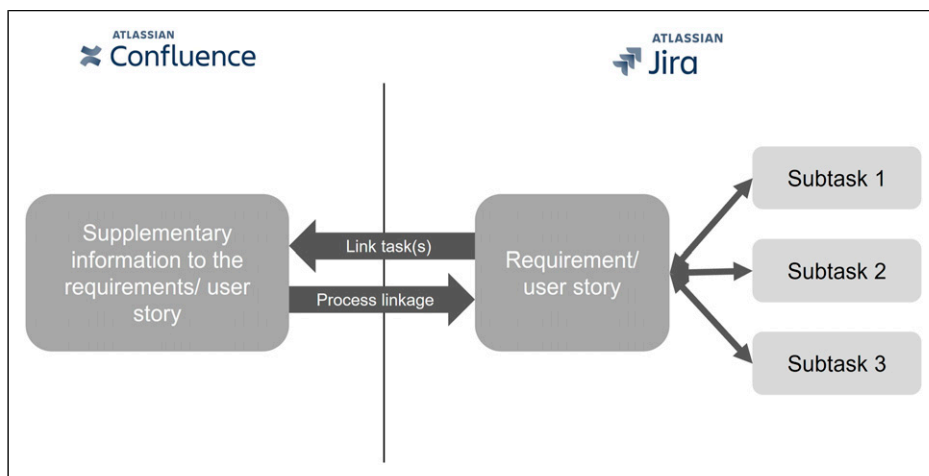 ATLASSIAN
Confluence
ATLASSIAN
Jira
Supplementary
information to the
requirements/ user
story
Link task(s)
Process linkage
Requirement/
user story
Subtask 1
Subtask 2
Subtask 3